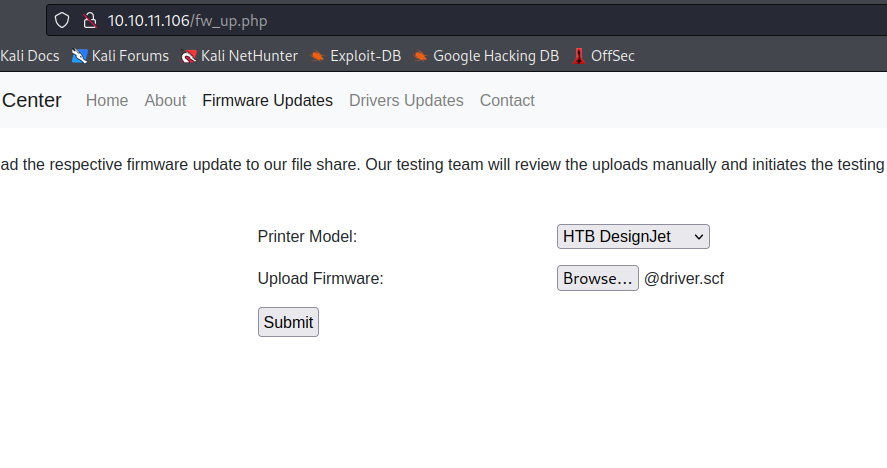 10.10.11.106/fw_up.php
Kali Docs Kali Forums Kali NetHunter Exploit-DB Google Hacking DB OffSec
Center Home About Firmware Updates Drivers Updates Contact
ad the respective firmware update to our file share. Our testing team will review the uploads manually and initiates the testing
Printer Model: HTB DesignJet
Upload Firmware: Browse... @driver.scf
Submit